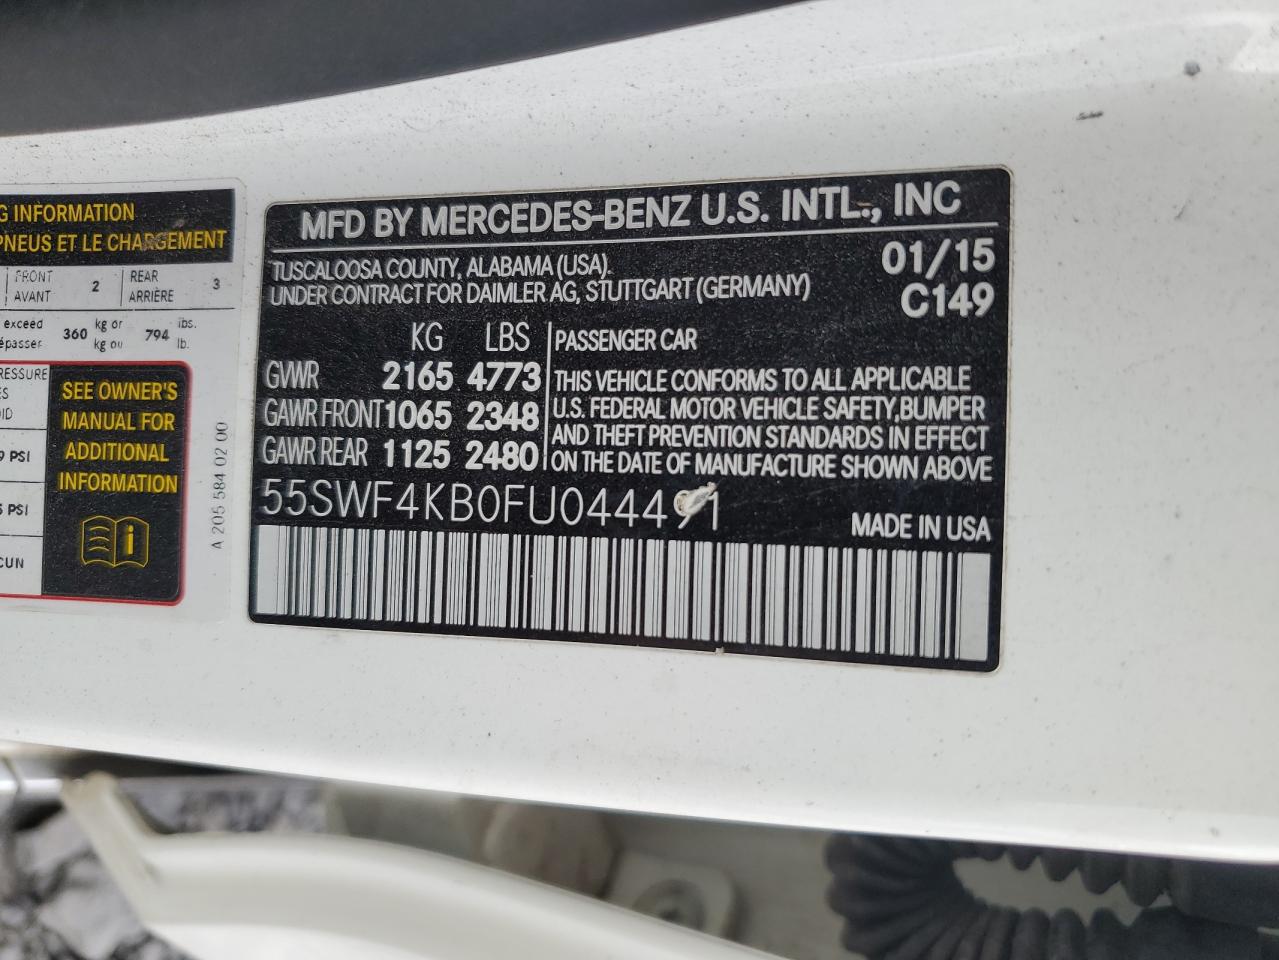 G INFORMATION
PNEUS ET LE CHARGEMENT
FRONT 2 REAR 3
AVANT ARRIÈRE
exceed 360 kg or 794 lbs.
épasser kg ou lb.
RESSURE
SEE OWNER'S
MANUAL FOR
ADDITIONAL
INFORMATION
9 PSI
5 PSI
CUN
A 205 584 02 00
MFD BY MERCEDES-BENZ U.S. INTL., INC
TUSCALOOSA COUNTY, ALABAMA (USA). 01/15
UNDER CONTRACT FOR DAIMLER AG, STUTTGART (GERMANY) C149
KG LBS
GVWR 2165 4773
GAWR FRONT 1065 2348
GAWR REAR 1125 2480
PASSENGER CAR
THIS VEHICLE CONFORMS TO ALL APPLICABLE
U.S. FEDERAL MOTOR VEHICLE SAFETY, BUMPER
AND THEFT PREVENTION STANDARDS IN EFFECT
ON THE DATE OF MANUFACTURE SHOWN ABOVE
55SWF4KB0FU044491
MADE IN USA